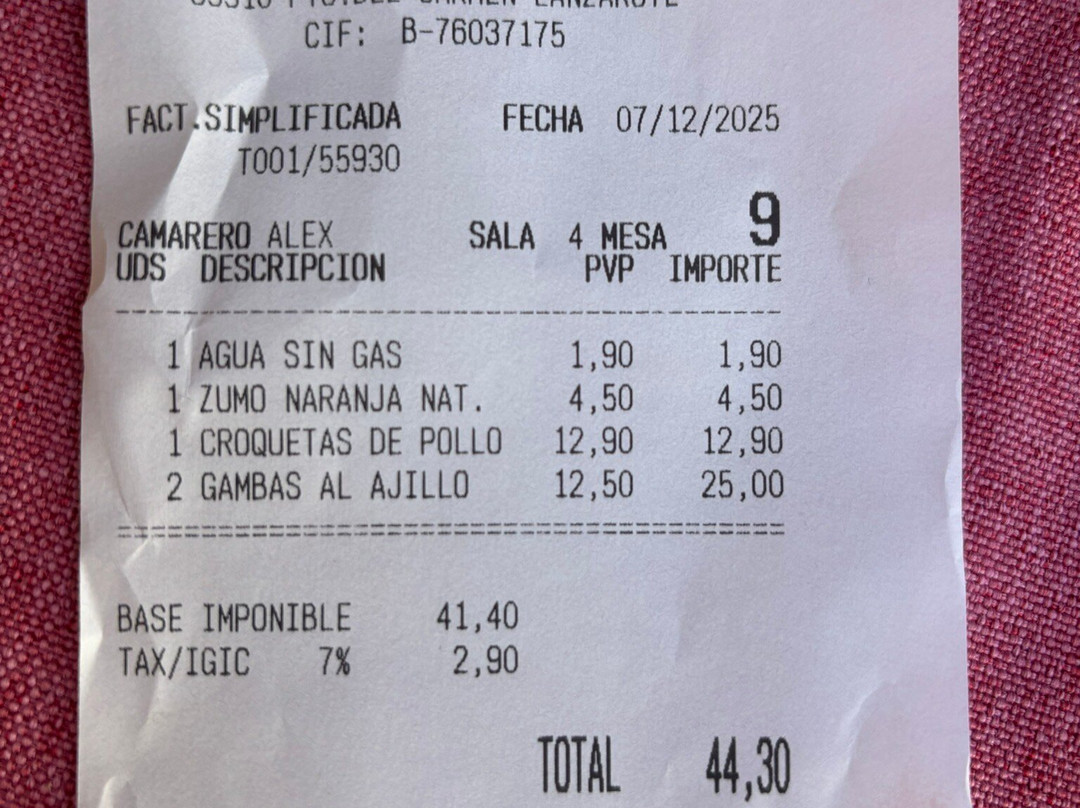 CIF: B-76037175
FACT.SIMPLIFICADA FECHA 07/12/2025
T001/55930
CAMARERO ALEX SALA 4 MESA 9
UDS DESCRIPCION PVP IMPORTE
1 AGUA SIN GAS 1,90 1,90
1 ZUMO NARANJA NAT. 4,50 4,50
1 CROQUETAS DE POLLO 12,90 12,90
2 GAMBAS AL AJILLO 12,50 25,00
BASE IMPONIBLE 41,40
TAX/IGIC 7% 2,90
TOTAL 44,30